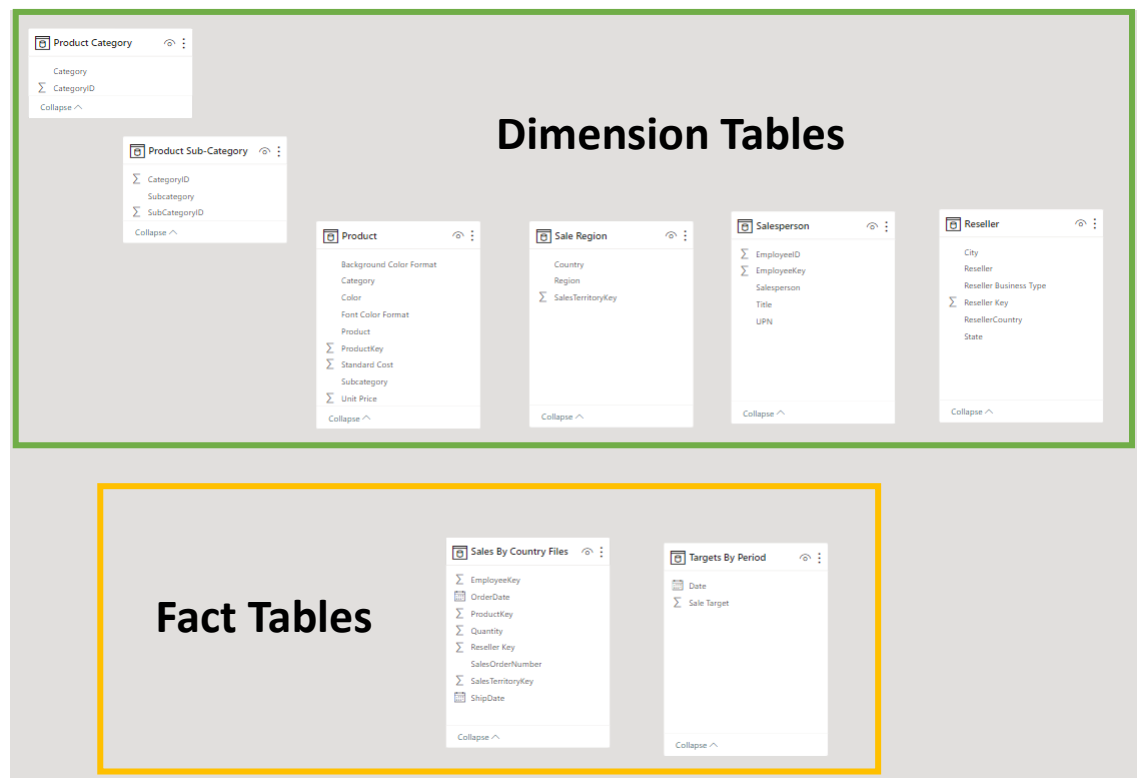 Product Category
Category
CategoryID
Collapse
Dimension Tables
Product Sub-Category
CategoryID
Subcategory
SubCategoryID
Collapse
Product
Background Color Format
Category
Color
Font Color Format
Product
ProductKey
Standard Cost
Subcategory
Unit Price
Collapse
Sale Region
Country
Region
SalesTerritoryKey
Collapse
Salesperson
EmployeeID
EmployeeKey
Salesperson
Title
UPN
Collapse
Reseller
City
Reseller
Reseller Business Type
Reseller Key
ResellerCountry
State
Collapse
Fact Tables
Sales By Country Files
EmployeeKey
OrderDate
ProductKey
Quantity
Reseller Key
SalesOrderNumber
SalesTerritoryKey
ShipDate
Collapse
Targets By Period
Date
Sale Target
Collapse